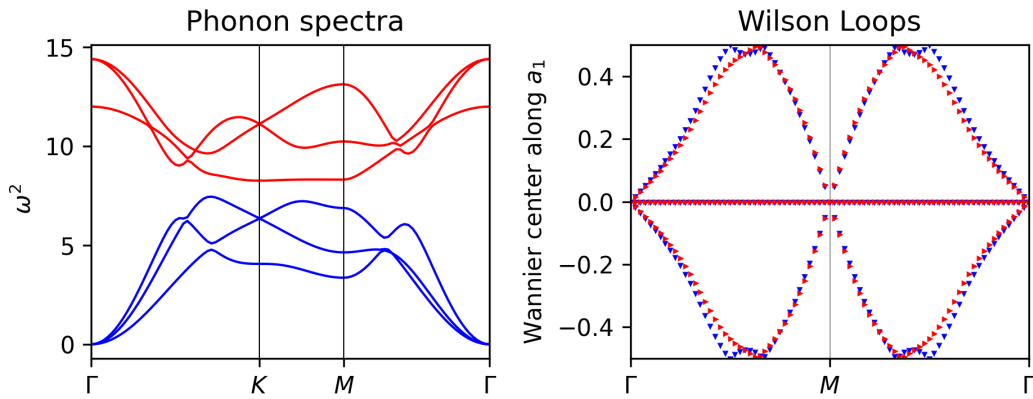 Phonon spectra
15
10
5
0
ω²
Γ
K
M
Γ
Wilson Loops
0.4
0.2
0.0
−0.2
−0.4
Wannier center along a₁
Γ
M
Γ